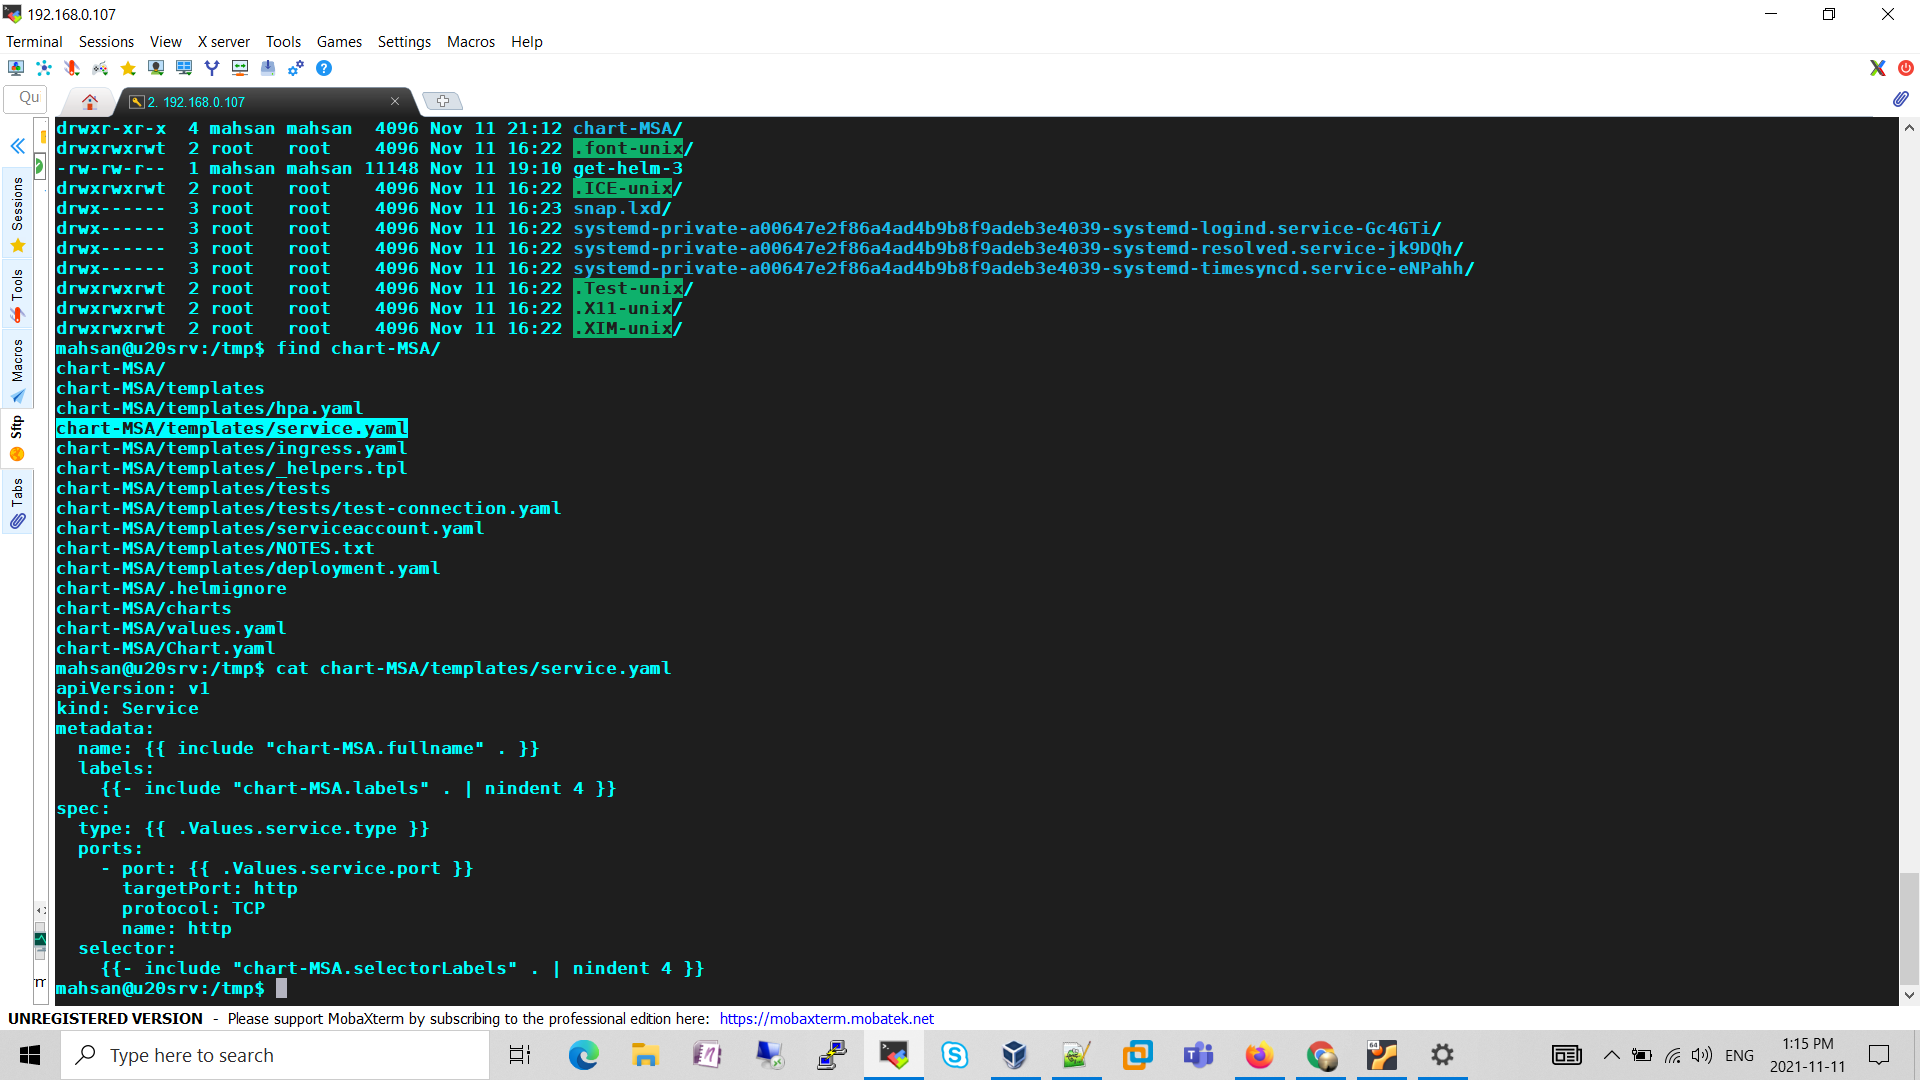 192.168.0.107
Terminal Sessions View X server Tools Games Settings Macros Help
Qu
2. 192.168.0.107
Sessions
Tools
Macros
Sftp
Tabs
drwxr-xr-x  4 mahsan mahsan  4096 Nov 11 21:12 chart-MSA/
drwxrwxrwt  2 root   root    4096 Nov 11 16:22 .font-unix/
-rw-rw-r--  1 mahsan mahsan 11148 Nov 11 19:10 get-helm-3
drwxrwxrwt  2 root   root    4096 Nov 11 16:22 .ICE-unix/
drwx------  3 root   root    4096 Nov 11 16:23 snap.lxd/
drwx------  3 root   root    4096 Nov 11 16:22 systemd-private-a00647e2f86a4ad4b9b8f9adeb3e4039-systemd-logind.service-Gc4GTi/
drwx------  3 root   root    4096 Nov 11 16:22 systemd-private-a00647e2f86a4ad4b9b8f9adeb3e4039-systemd-resolved.service-jk9DQh/
drwx------  3 root   root    4096 Nov 11 16:22 systemd-private-a00647e2f86a4ad4b9b8f9adeb3e4039-systemd-timesyncd.service-eNPahh/
drwxrwxrwt  2 root   root    4096 Nov 11 16:22 .Test-unix/
drwxrwxrwt  2 root   root    4096 Nov 11 16:22 .X11-unix/
drwxrwxrwt  2 root   root    4096 Nov 11 16:22 .XIM-unix/
mahsan@u20srv:/tmp$ find chart-MSA/
chart-MSA/
chart-MSA/templates
chart-MSA/templates/hpa.yaml
chart-MSA/templates/service.yaml
chart-MSA/templates/ingress.yaml
chart-MSA/templates/_helpers.tpl
chart-MSA/templates/tests
chart-MSA/templates/tests/test-connection.yaml
chart-MSA/templates/serviceaccount.yaml
chart-MSA/templates/NOTES.txt
chart-MSA/templates/deployment.yaml
chart-MSA/.helmignore
chart-MSA/charts
chart-MSA/values.yaml
chart-MSA/Chart.yaml
mahsan@u20srv:/tmp$ cat chart-MSA/templates/service.yaml
apiVersion: v1
kind: Service
metadata:
  name: {{ include "chart-MSA.fullname" . }}
  labels:
    {{- include "chart-MSA.labels" . | nindent 4 }}
spec:
  type: {{ .Values.service.type }}
  ports:
    - port: {{ .Values.service.port }}
      targetPort: http
      protocol: TCP
      name: http
  selector:
    {{- include "chart-MSA.selectorLabels" . | nindent 4 }}
mahsan@u20srv:/tmp$
UNREGISTERED VERSION - Please support MobaXterm by subscribing to the professional edition here: https://mobaxterm.mobatek.net
Type here to search
ENG
1:15 PM
2021-11-11